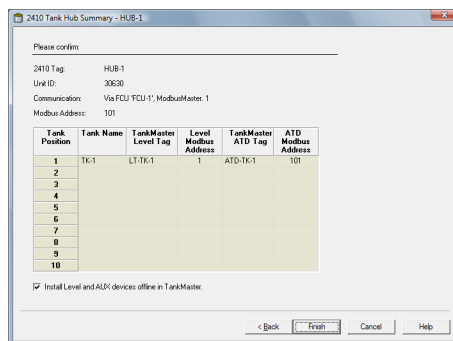 2410 Tank Hub Summary - HUB-1
Please confirm:
2410 Tag: HUB-1
Unit ID: 30630
Communication: Via FCU 'FCU-1', ModbusMaster. 1
Modbus Address: 101
Tank Position Tank Name TankMaster Level Tag Level Modbus Address TankMaster ATD Tag ATD Modbus Address
1 TK-1 LT-TK-1 1 ATD-TK-1 101
2
3
4
5
6
7
8
9
10
Install Level and AUX devices offline in TankMaster.
< Back Finish Cancel Help